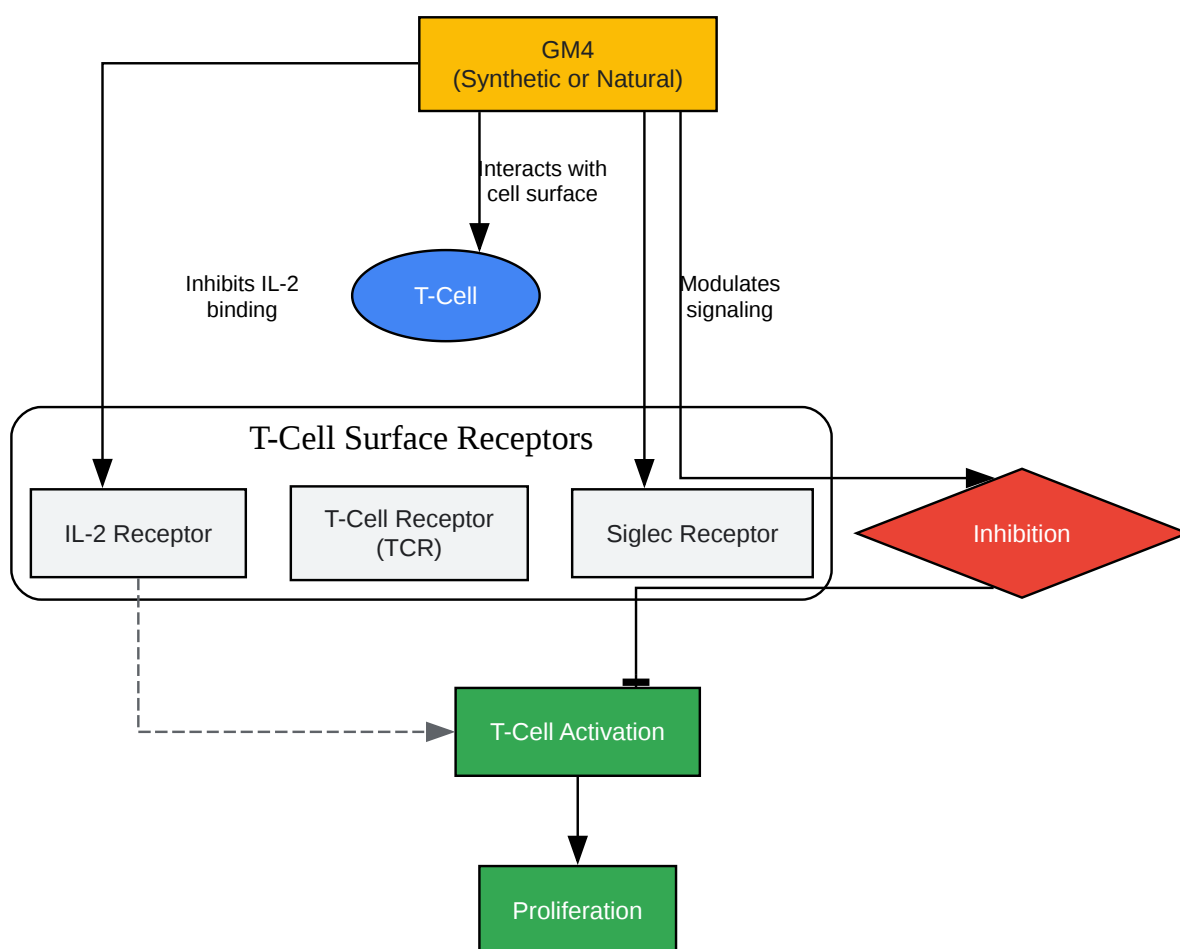 GM4
(Synthetic or Natural)
Interacts with
cell surface
Inhibits IL-2
binding
T-Cell
Modulates
signaling
T-Cell Surface Receptors
IL-2 Receptor
T-Cell Receptor
(TCR)
Siglec Receptor
Inhibition
T-Cell Activation
Proliferation